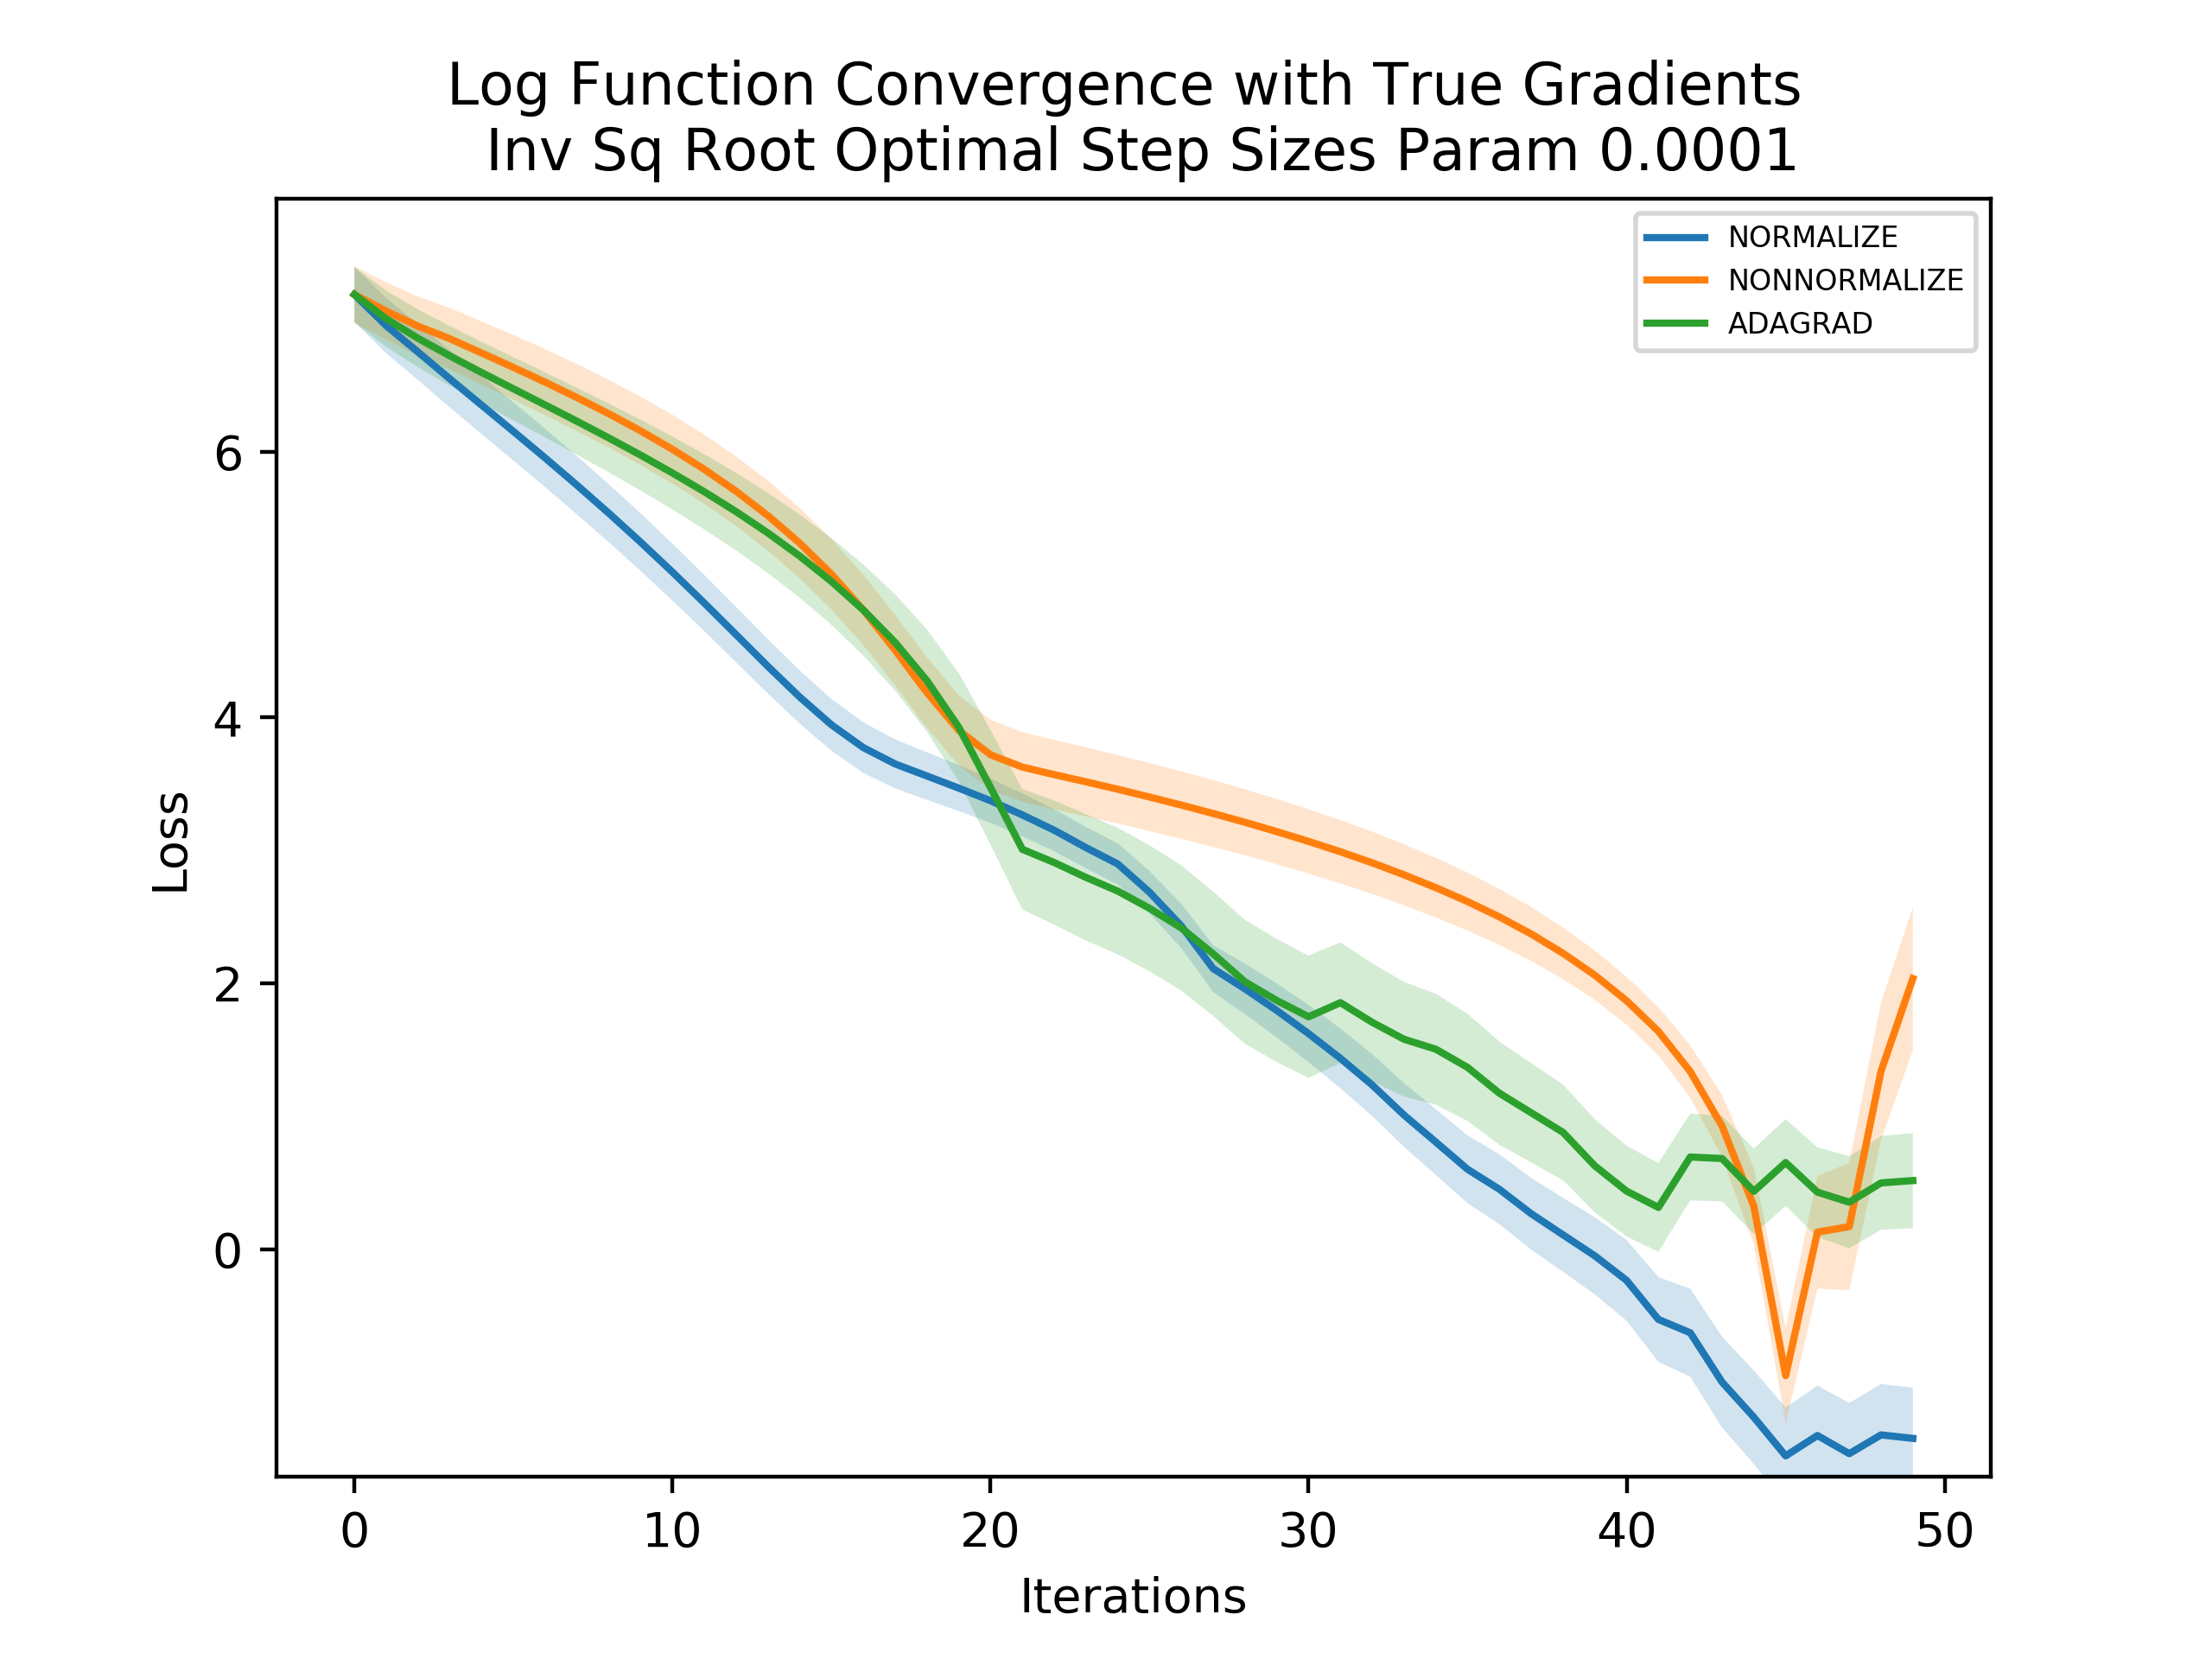 Log Function Convergence with True Gradients
Inv Sq Root Optimal Step Sizes Param 0.0001
NORMALIZE
NONNORMALIZE
ADAGRAD
Loss
6
4
2
0
0 10 20 30 40 50
Iterations